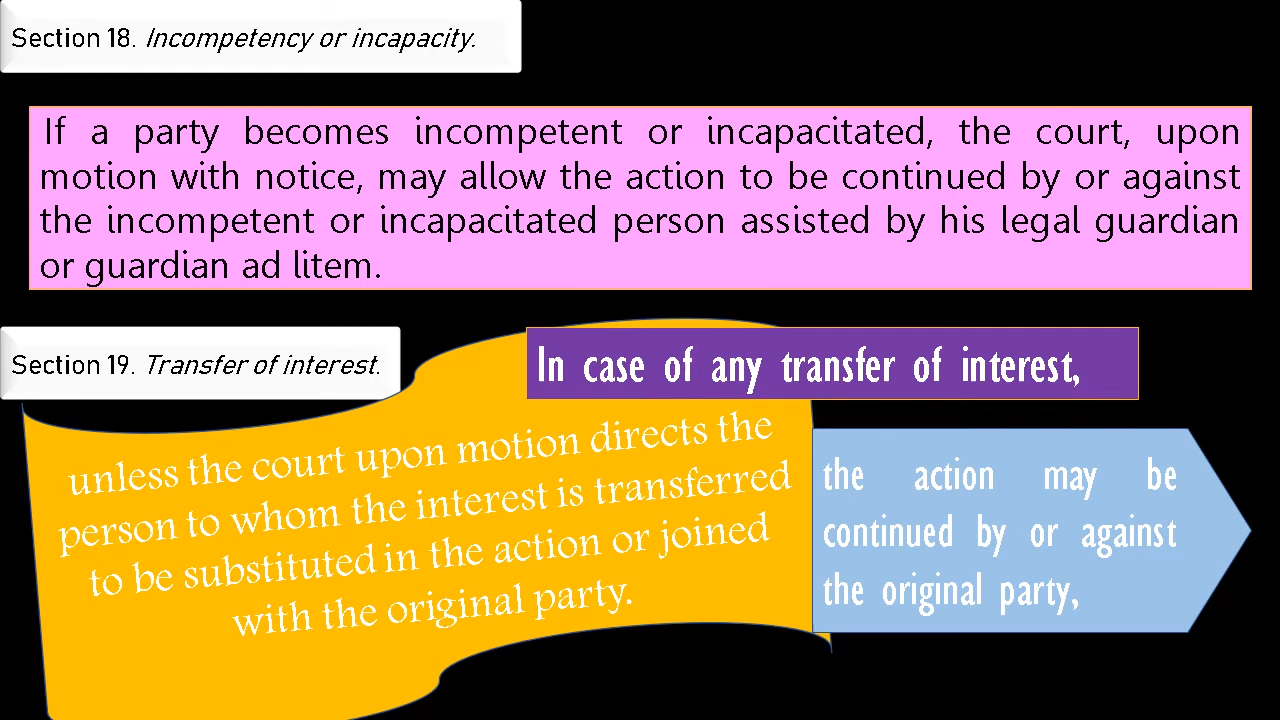 Section 18. Incompetency or incapacity.
If a party becomes incompetent or incapacitated, the court, upon
motion with notice, may allow the action to be continued by or against
the incompetent or incapacitated person assisted by his legal guardian
or guardian ad litem.
Section 19. Transfer of interest.
In case of any transfer of interest,
the action may be
continued by or against
the original party,
unless the court upon motion directs the
person to whom the interest is transferred
to be substituted in the action or joined
with the original party.